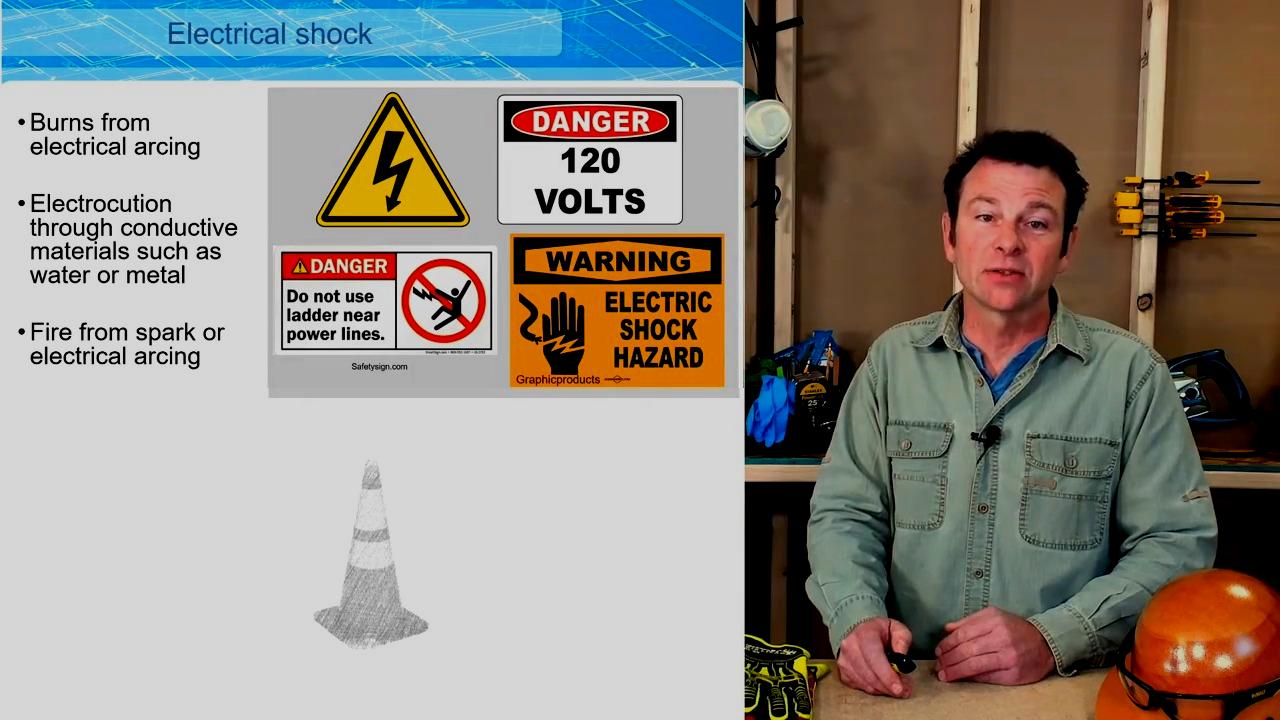 Electrical shock
• Burns from
electrical arcing
• Electrocution
through conductive
materials such as
water or metal
• Fire from spark or
electrical arcing
DANGER
120
VOLTS
DANGER
Do not use
ladder near
power lines.
Safetysign.com
WARNING
ELECTRIC
SHOCK
HAZARD
Graphicproducts
STANLEY
25'